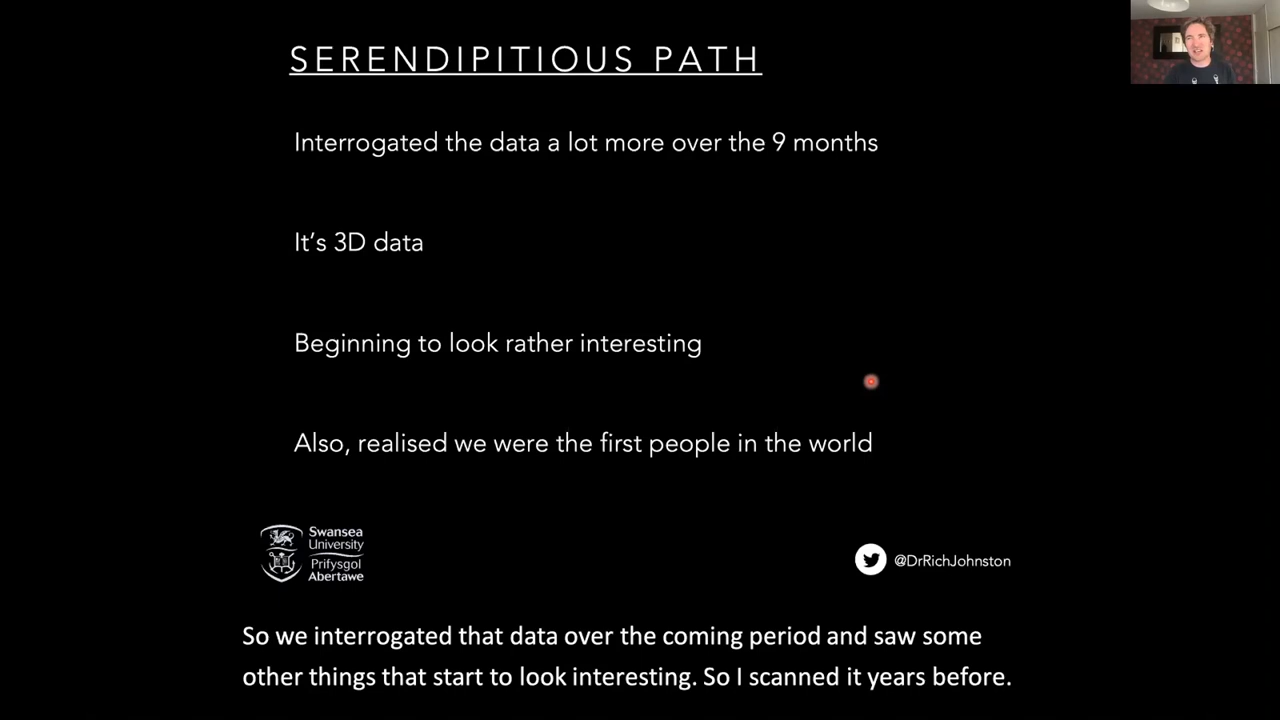 SERENDIPITIOUS PATH
Interrogated the data a lot more over the 9 months
It's 3D data
Beginning to look rather interesting
Also, realised we were the first people in the world
Swansea
University
Prifysgol
Abertawe
@DrRichJohnston
So we interrogated that data over the coming period and saw some
other things that start to look interesting. So I scanned it years before.